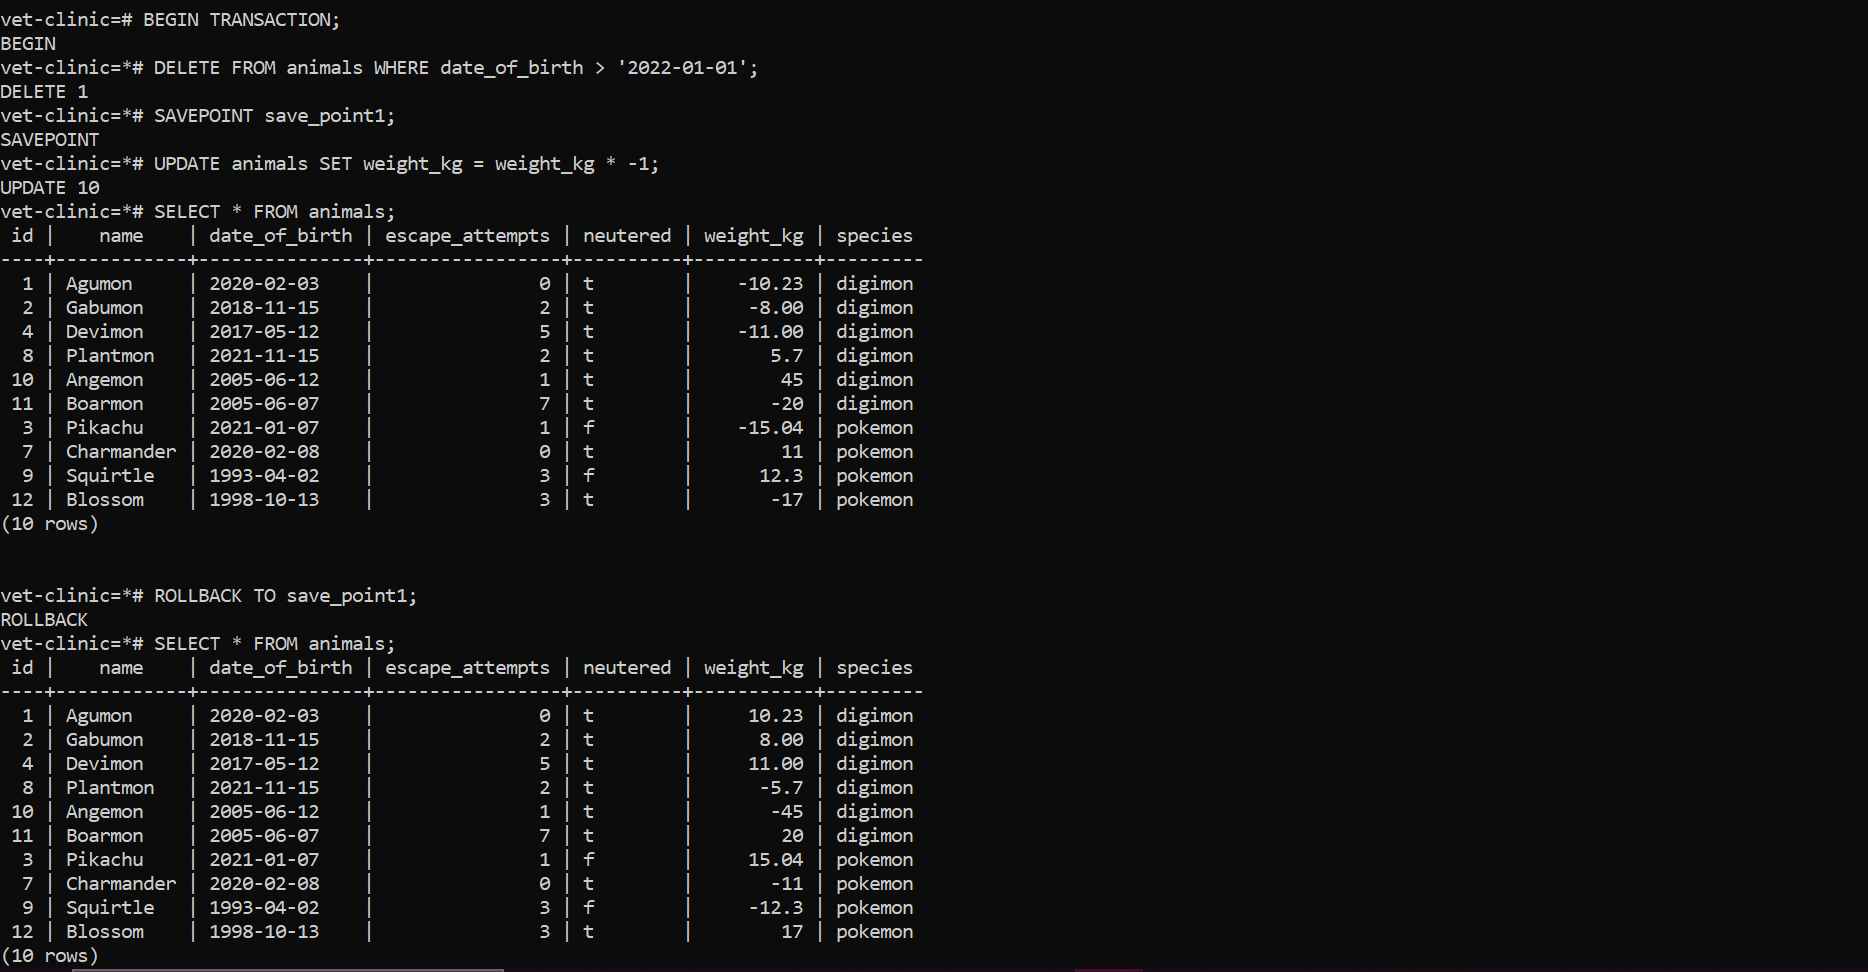 vet-clinic=# BEGIN TRANSACTION;
BEGIN
vet-clinic=*# DELETE FROM animals WHERE date_of_birth > '2022-01-01';
DELETE 1
vet-clinic=*# SAVEPOINT save_point1;
SAVEPOINT
vet-clinic=*# UPDATE animals SET weight_kg = weight_kg * -1;
UPDATE 10
vet-clinic=*# SELECT * FROM animals;
 id |    name    | date_of_birth | escape_attempts | neutered | weight_kg | species
----+------------+---------------+-----------------+----------+-----------+---------
  1 | Agumon     | 2020-02-03    |               0 | t        |    -10.23 | digimon
  2 | Gabumon    | 2018-11-15    |               2 | t        |     -8.00 | digimon
  4 | Devimon    | 2017-05-12    |               5 | t        |    -11.00 | digimon
  8 | Plantmon   | 2021-11-15    |               2 | t        |       5.7 | digimon
 10 | Angemon    | 2005-06-12    |               1 | t        |        45 | digimon
 11 | Boarmon    | 2005-06-07    |               7 | t        |       -20 | digimon
  3 | Pikachu    | 2021-01-07    |               1 | f        |    -15.04 | pokemon
  7 | Charmander | 2020-02-08    |               0 | t        |        11 | pokemon
  9 | Squirtle   | 1993-04-02    |               3 | f        |      12.3 | pokemon
 12 | Blossom    | 1998-10-13    |               3 | t        |       -17 | pokemon
(10 rows)
vet-clinic=*# ROLLBACK TO save_point1;
ROLLBACK
vet-clinic=*# SELECT * FROM animals;
 id |    name    | date_of_birth | escape_attempts | neutered | weight_kg | species
----+------------+---------------+-----------------+----------+-----------+---------
  1 | Agumon     | 2020-02-03    |               0 | t        |     10.23 | digimon
  2 | Gabumon    | 2018-11-15    |               2 | t        |      8.00 | digimon
  4 | Devimon    | 2017-05-12    |               5 | t        |     11.00 | digimon
  8 | Plantmon   | 2021-11-15    |               2 | t        |      -5.7 | digimon
 10 | Angemon    | 2005-06-12    |               1 | t        |       -45 | digimon
 11 | Boarmon    | 2005-06-07    |               7 | t        |        20 | digimon
  3 | Pikachu    | 2021-01-07    |               1 | f        |     15.04 | pokemon
  7 | Charmander | 2020-02-08    |               0 | t        |       -11 | pokemon
  9 | Squirtle   | 1993-04-02    |               3 | f        |     -12.3 | pokemon
 12 | Blossom    | 1998-10-13    |               3 | t        |        17 | pokemon
(10 rows)